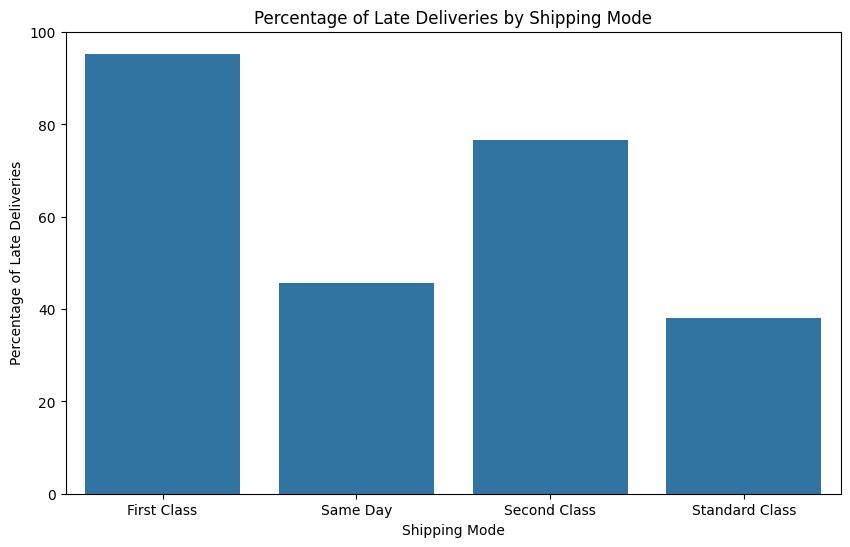 Percentage of Late Deliveries by Shipping Mode
Percentage of Late Deliveries
100
80
60
40
20
0
First Class
Same Day
Second Class
Standard Class
Shipping Mode